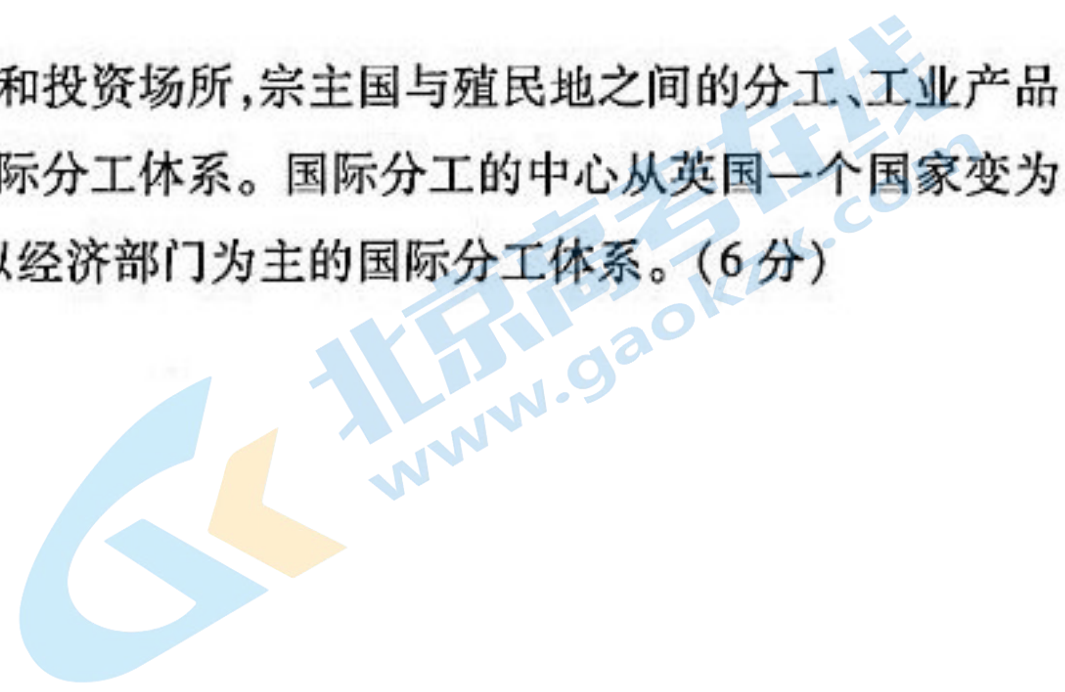 和投资场所,宗主国与殖民地之间的分工、工业产品
际分工体系。国际分工的中心从英国一个国家变为
以经济部门为主的国际分工体系。(6分)
北京高考在线
www.gaokzx.com